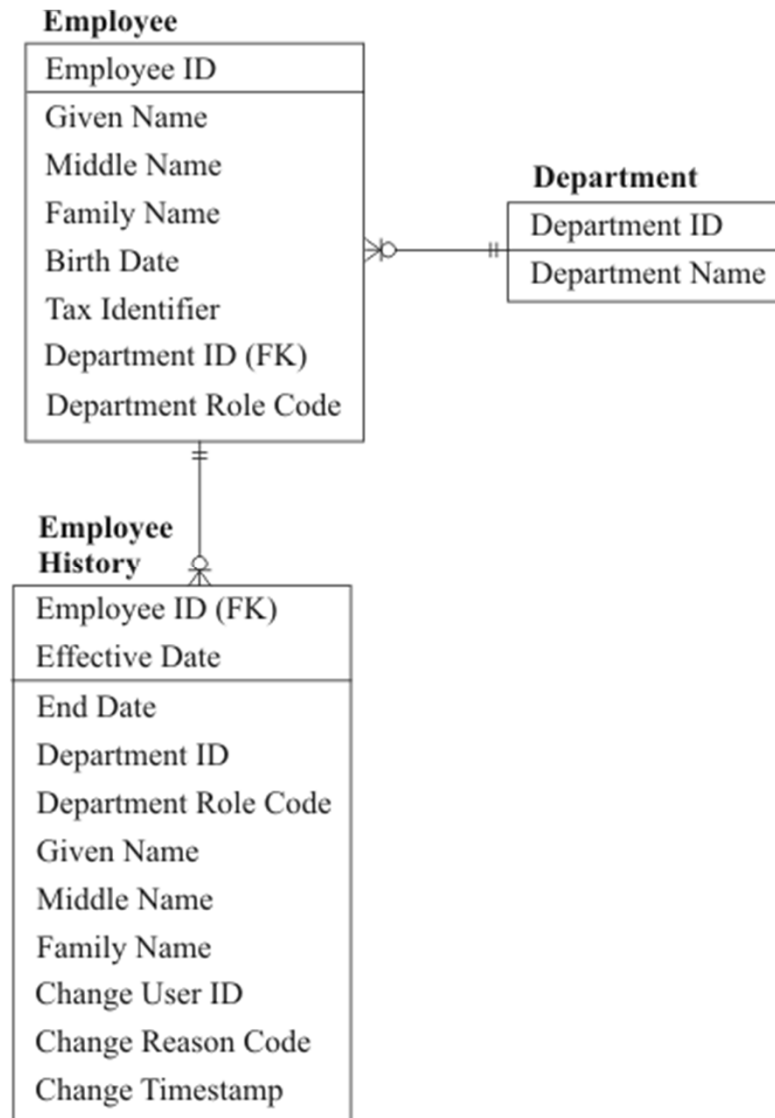 Employee
Employee ID
Given Name
Middle Name
Family Name
Birth Date
Tax Identifier
Department ID (FK)
Department Role Code
Department
Department ID
Department Name
Employee
History
Employee ID (FK)
Effective Date
End Date
Department ID
Department Role Code
Given Name
Middle Name
Family Name
Change User ID
Change Reason Code
Change Timestamp